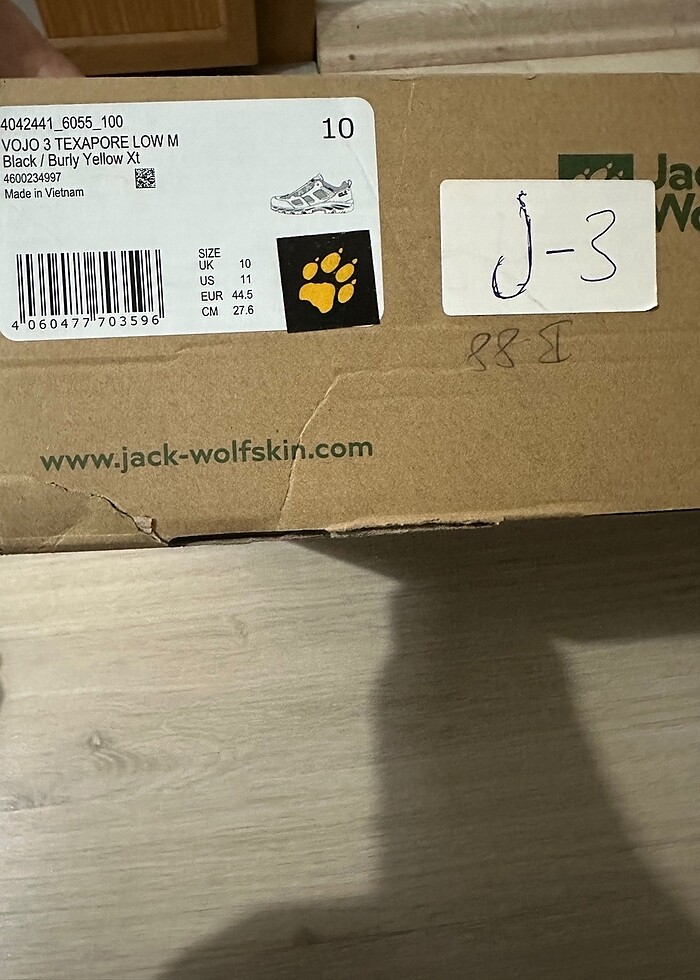 4042441_6055_100
VOJO 3 TEXAPORE LOW M
Black / Burly Yellow Xt
4600234997
Made in Vietnam
10
SIZE
UK 10
US 11
EUR 44.5
CM 27.6
4 060477 703596
J-3
www.jack-wolfskin.com